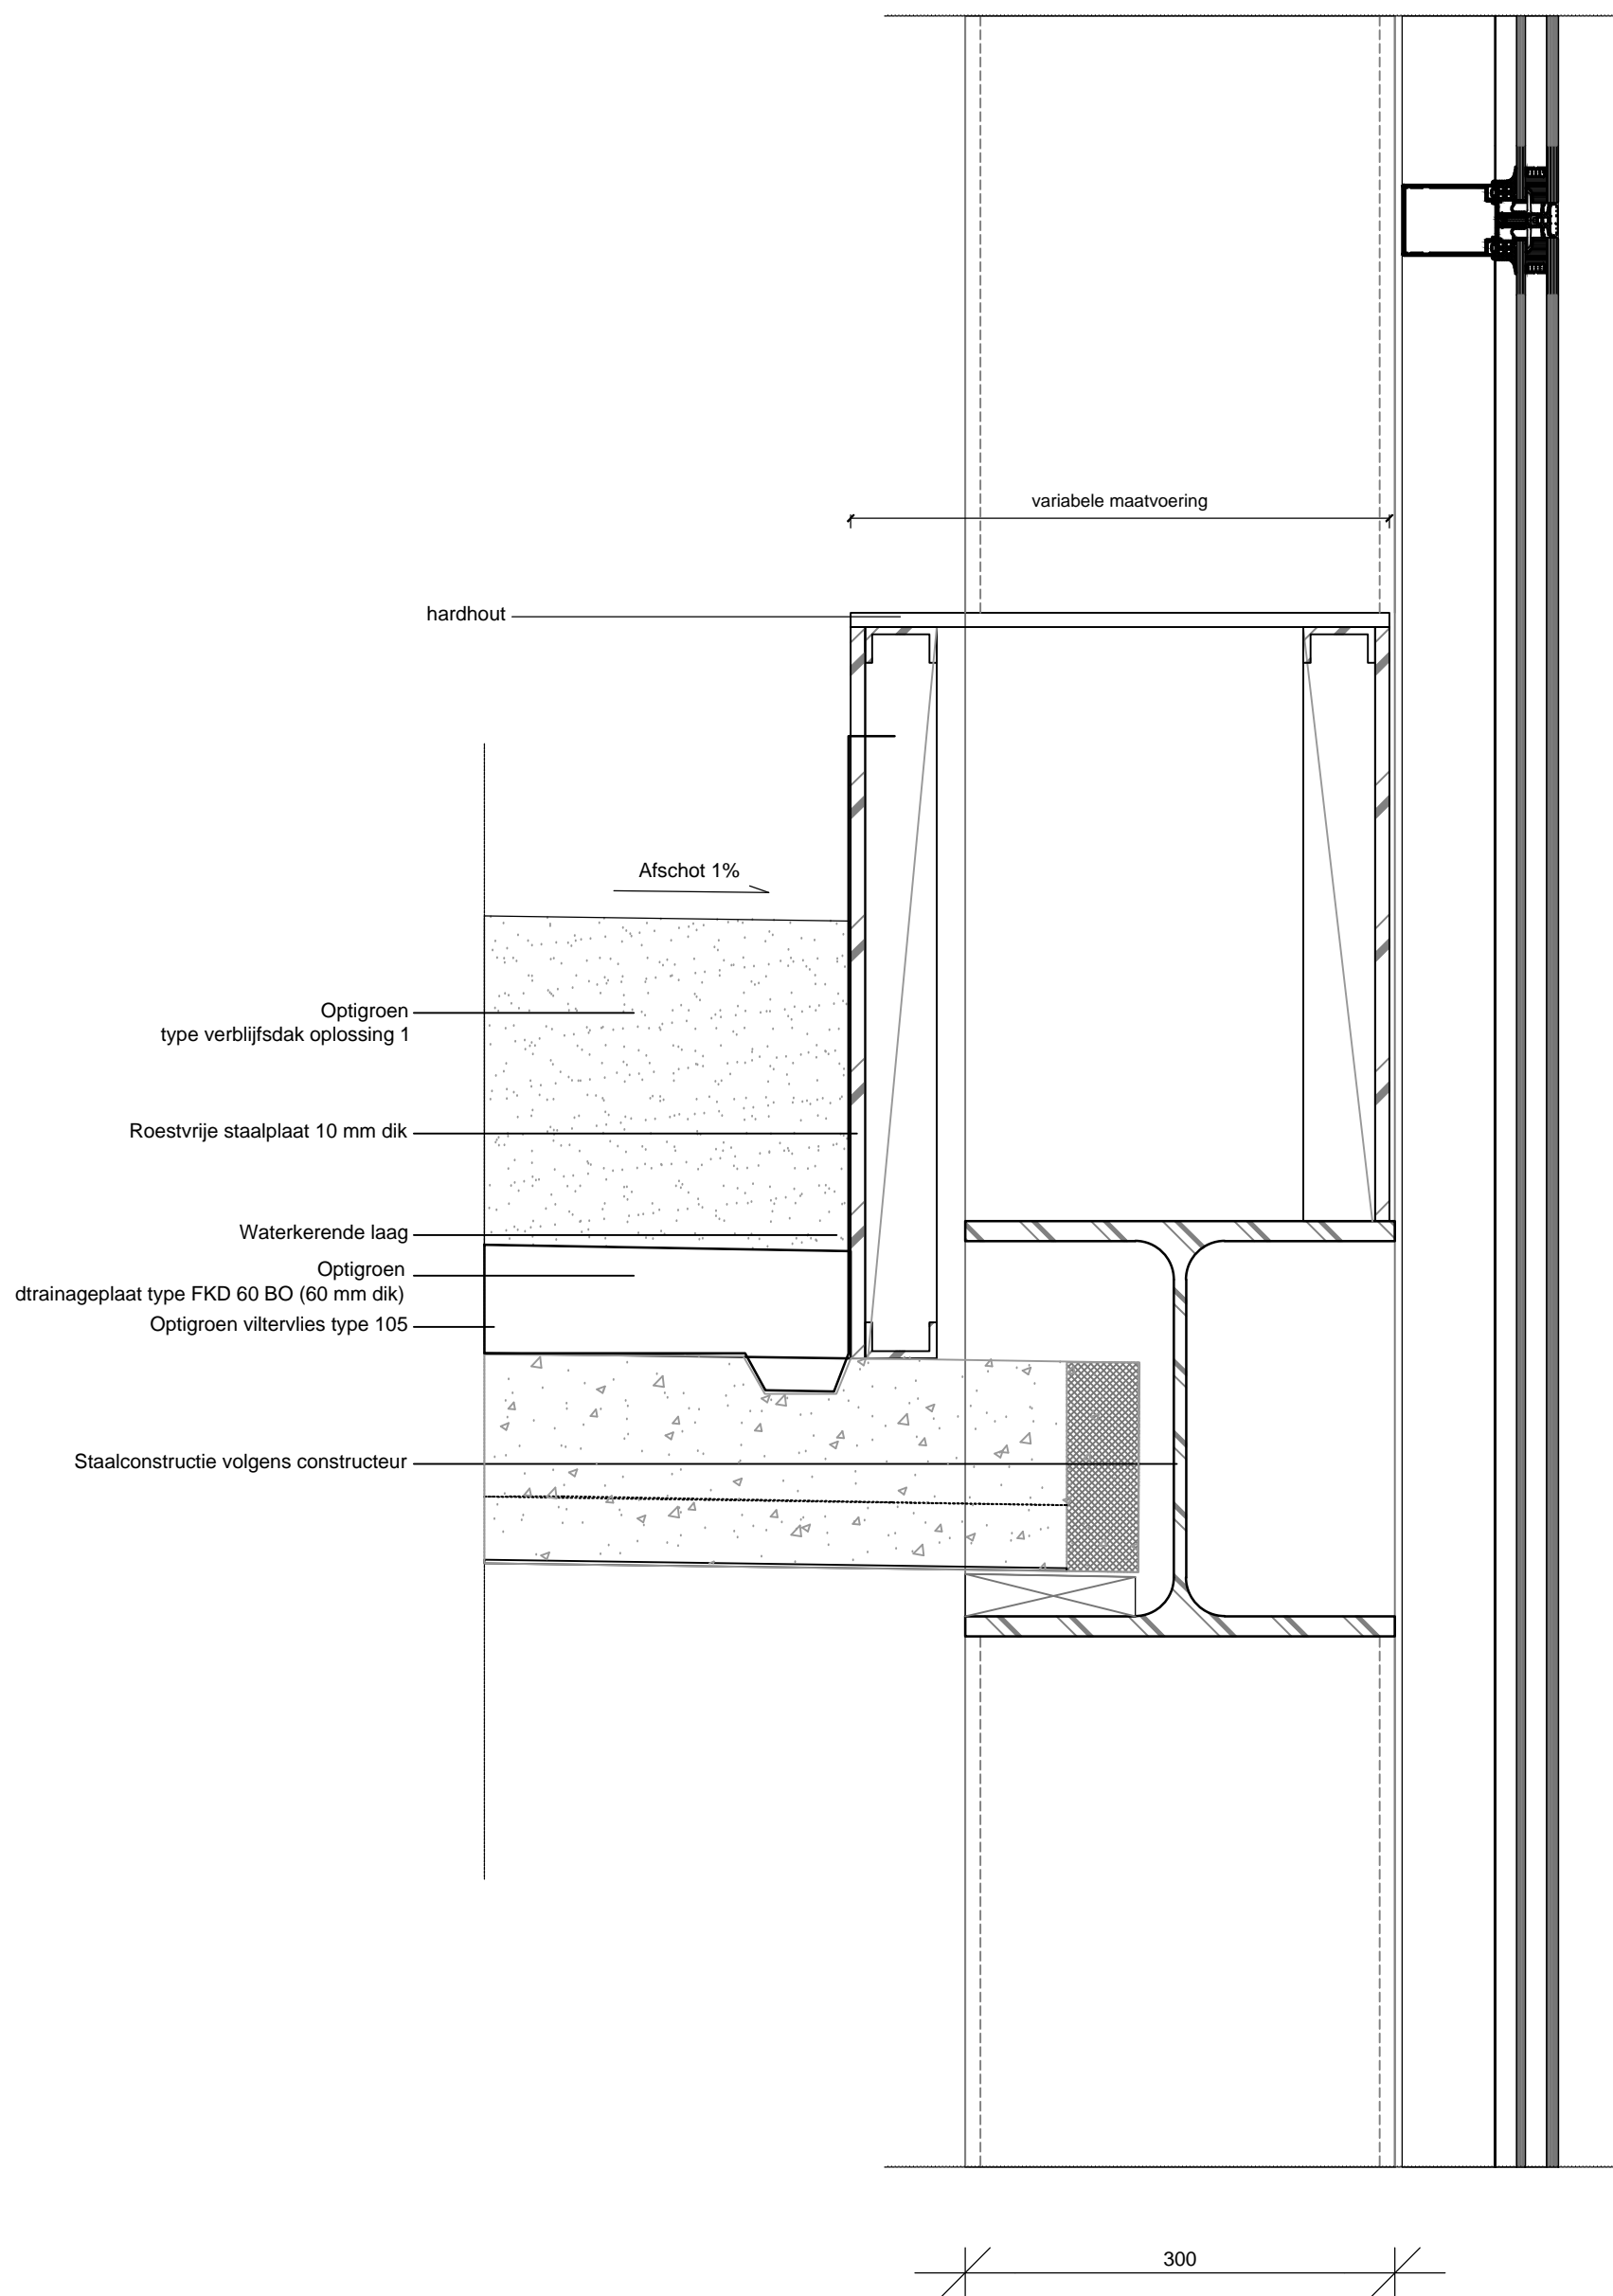 variabele maatvoering
hardhout
Afschot 1%
Optigroen
type verblijfsdak oplossing 1
Roestvrije staalplaat 10 mm dik
Waterkerende laag
Optigroen
dtrainageplaat type FKD 60 BO (60 mm dik)
Optigroen viltervlies type 105
Staalconstructie volgens constructeur
300